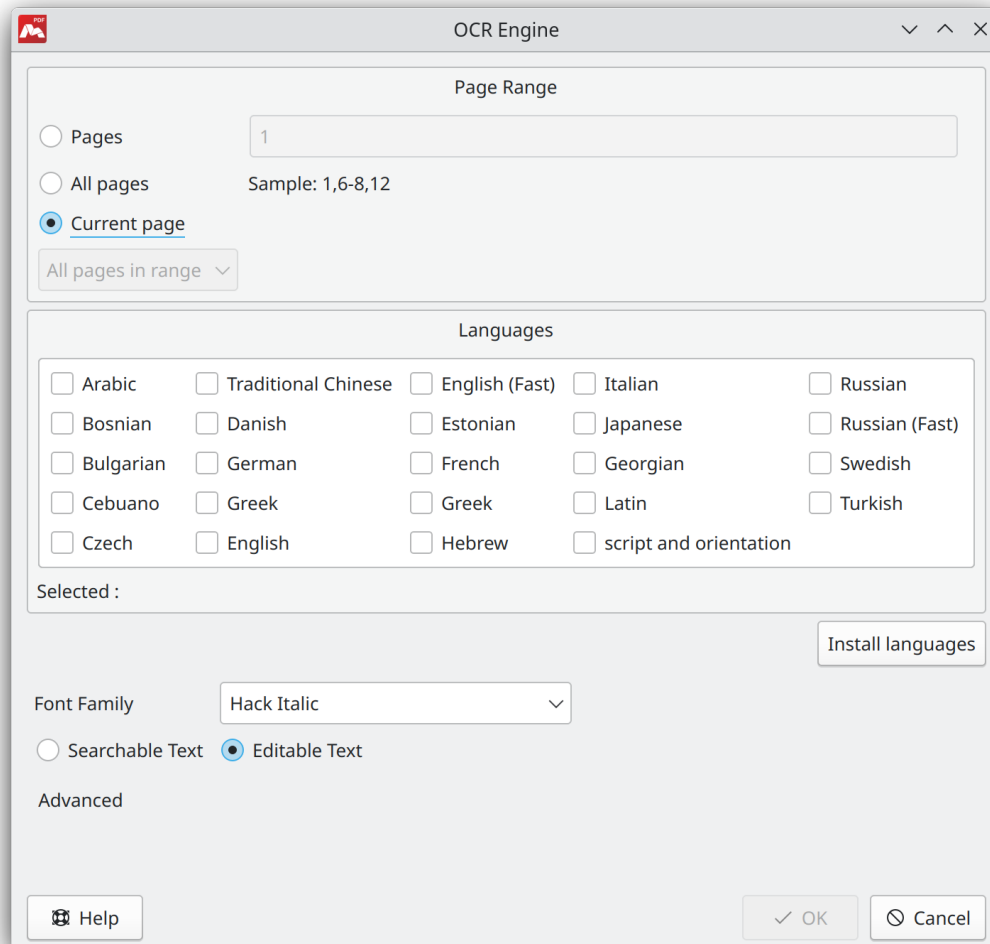 PDF
OCR Engine
Page Range
Pages
1
All pages
Sample: 1,6-8,12
Current page
All pages in range
Languages
Arabic Traditional Chinese English (Fast) Italian Russian
Bosnian Danish Estonian Japanese Russian (Fast)
Bulgarian German French Georgian Swedish
Cebuano Greek Greek Latin Turkish
Czech English Hebrew script and orientation
Selected :
Install languages
Font Family Hack Italic
Searchable Text Editable Text
Advanced
Help OK Cancel